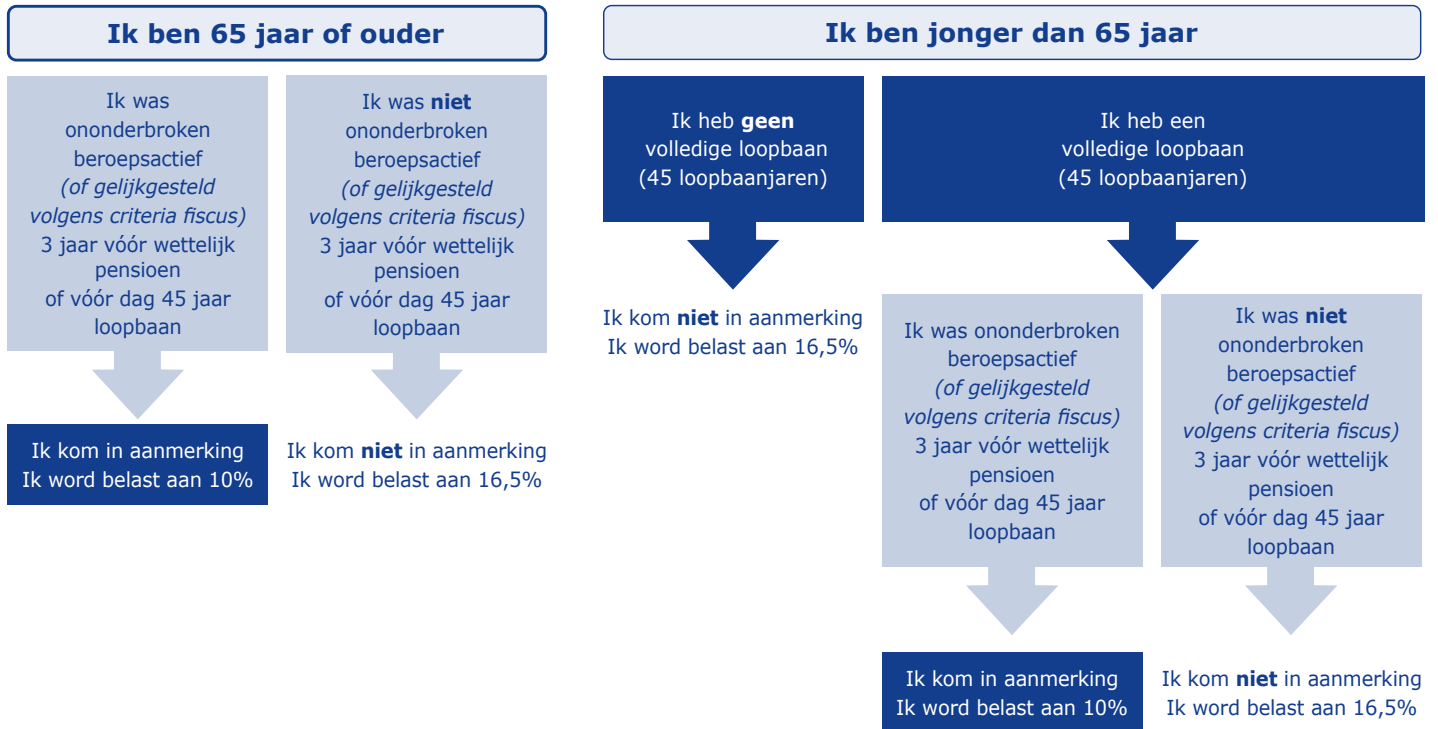 Ik ben 65 jaar of ouder
Ik was
ononderbroken
beroepsactief
(of gelijkgesteld
volgens criteria fiscus)
3 jaar vóór wettelijk
pensioen
of vóór dag 45 jaar
loopbaan
Ik kom in aanmerking
Ik word belast aan 10%
Ik was niet
ononderbroken
beroepsactief
(of gelijkgesteld
volgens criteria fiscus)
3 jaar vóór wettelijk
pensioen
of vóór dag 45 jaar
loopbaan
Ik kom niet in aanmerking
Ik word belast aan 16,5%
Ik ben jonger dan 65 jaar
Ik heb geen
volledige loopbaan
(45 loopbaanjaren)
Ik kom niet in aanmerking
Ik word belast aan 16,5%
Ik heb een
volledige loopbaan
(45 loopbaanjaren)
Ik was ononderbroken
beroepsactief
(of gelijkgesteld
volgens criteria fiscus)
3 jaar vóór wettelijk
pensioen
of vóór dag 45 jaar
loopbaan
Ik kom in aanmerking
Ik word belast aan 10%
Ik was niet
ononderbroken
beroepsactief
(of gelijkgesteld
volgens criteria fiscus)
3 jaar vóór wettelijk
pensioen
of vóór dag 45 jaar
loopbaan
Ik kom niet in aanmerking
Ik word belast aan 16,5%